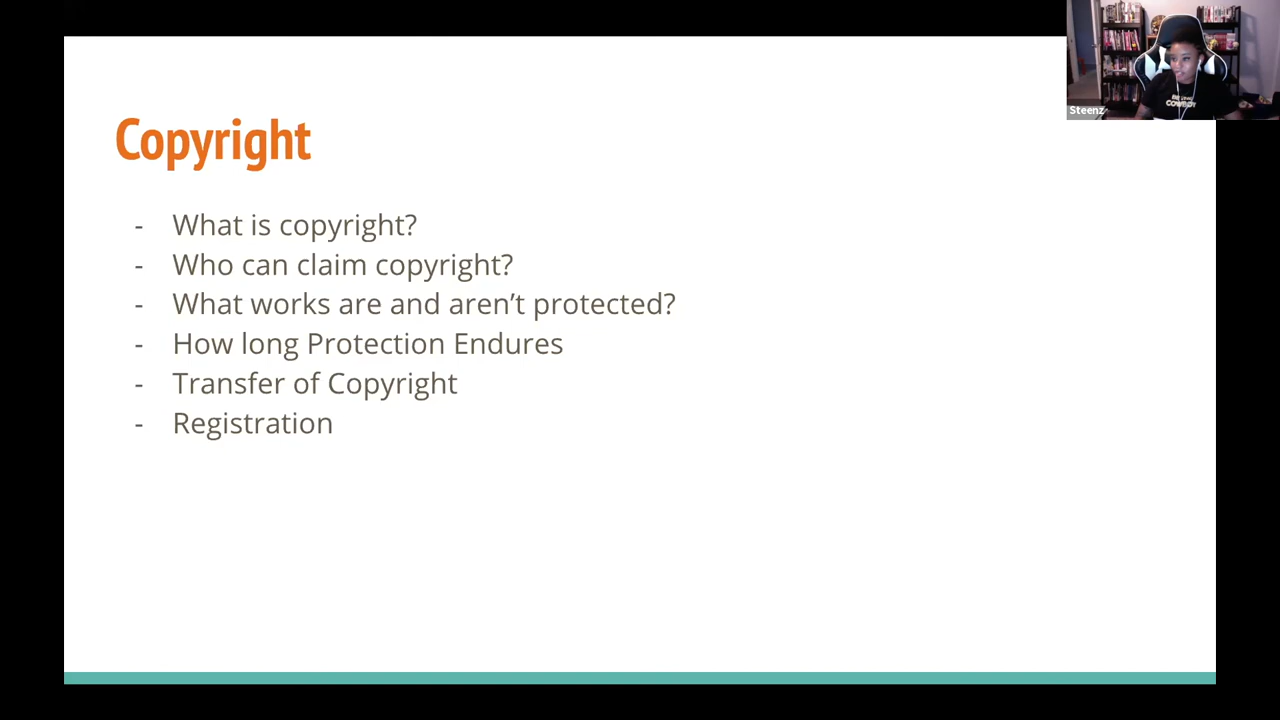 Copyright
- What is copyright?
- Who can claim copyright?
- What works are and aren’t protected?
- How long Protection Endures
- Transfer of Copyright
- Registration
Steenz
COWBOY